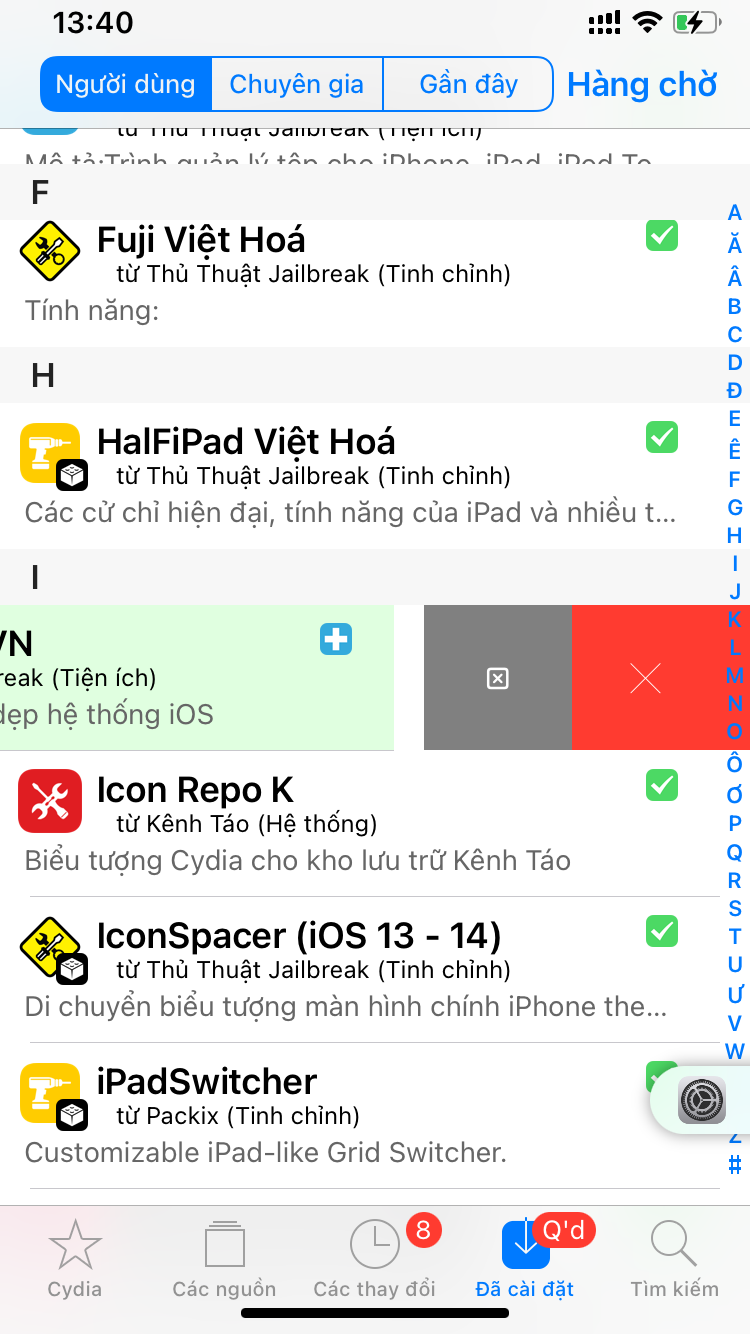 13:40
Người dùng Chuyên gia Gần đây Hàng chờ
từ Thủ Thuật Jailbreak (Tiện ích)
Mô tả:Trình quản lý tệp cho iPhone, iPad, iPod To...
F
Fuji Việt Hoá
từ Thủ Thuật Jailbreak (Tinh chỉnh)
Tính năng:
H
HalFiPad Việt Hoá
từ Thủ Thuật Jailbreak (Tinh chỉnh)
Các cử chỉ hiện đại, tính năng của iPad và nhiều t...
I
VN
reak (Tiện ích)
dẹp hệ thống iOS
Icon Repo K
từ Kênh Táo (Hệ thống)
Biểu tượng Cydia cho kho lưu trữ Kênh Táo
IconSpacer (iOS 13 - 14)
từ Thủ Thuật Jailbreak (Tinh chỉnh)
Di chuyển biểu tượng màn hình chính iPhone the...
iPadSwitcher
từ Packix (Tinh chỉnh)
Customizable iPad-like Grid Switcher.
A
Ă
Â
B
C
D
Đ
E
Ê
F
G
H
I
J
K
L
M
N
O
Ô
Ơ
P
Q
R
S
T
U
Ư
V
W
Z
#
8
Q'd
Cydia Các nguồn Các thay đổi Đã cài đặt Tìm kiếm